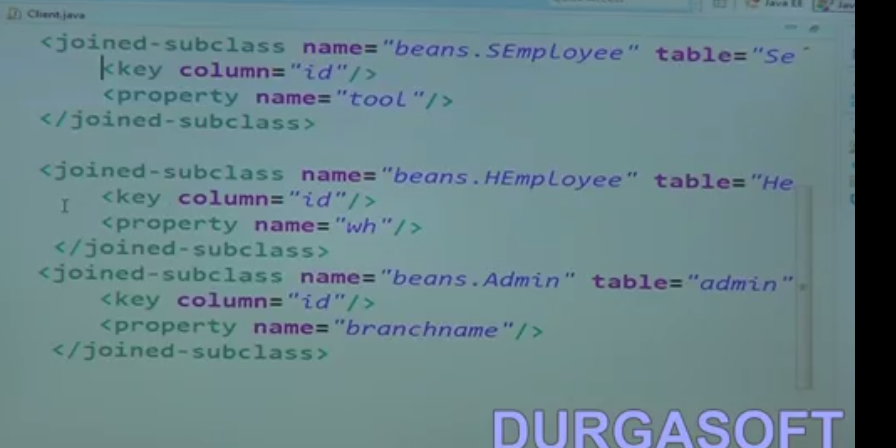 Client.java
Java EE
<joined-subclass name="beans.SEmployee" table="Se
<key column="id"/>
<property name="tool"/>
</joined-subclass>
<joined-subclass name="beans.HEmployee" table="He
<key column="id"/>
<property name="wh"/>
</joined-subclass>
<joined-subclass name="beans.Admin" table="admin"
<key column="id"/>
<property name="branchname"/>
</joined-subclass>
DURGASOFT